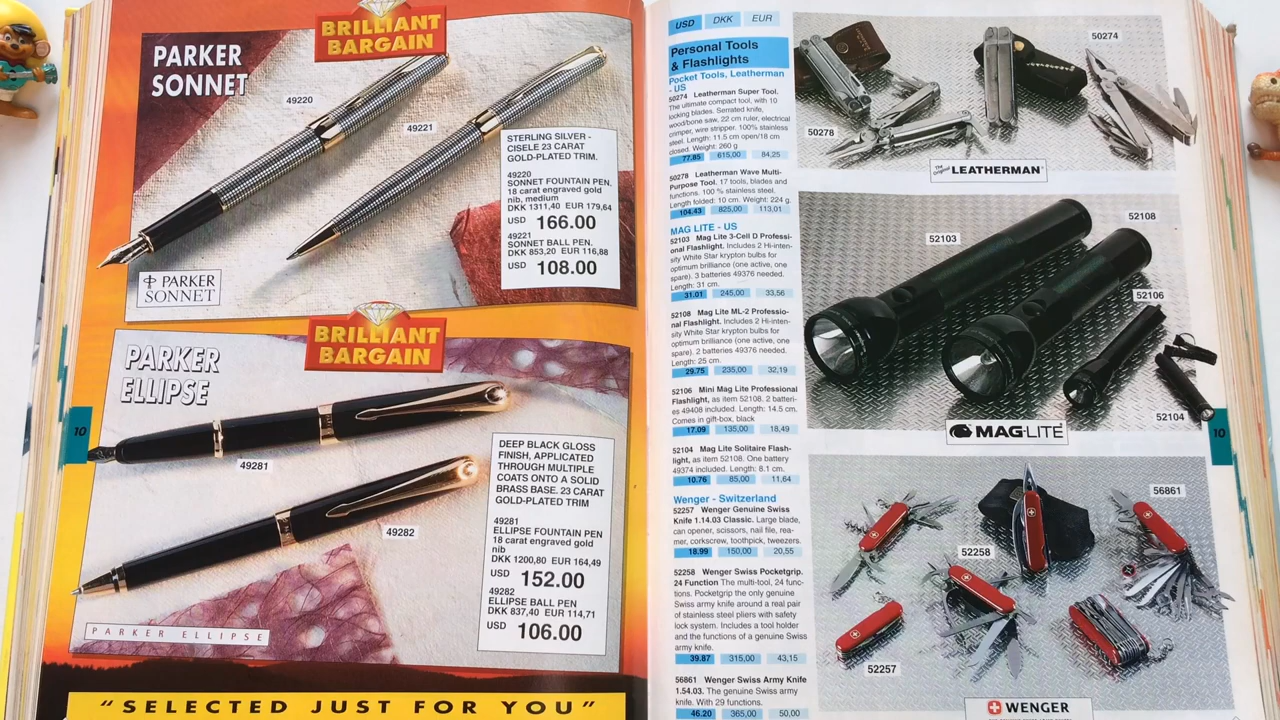 BRILLIANT
BARGAIN
PARKER
SONNET
49220
49221
STERLING SILVER -
CISELE 23 CARAT
GOLD-PLATED TRIM.
49220
SONNET FOUNTAIN PEN.
18 carat engraved gold
nib, medium
DKK 1311,40 EUR 179,64
USD 166.00
49221
SONNET BALL PEN.
DKK 853,20 EUR 116,88
USD 108.00
PARKER
SONNET
BRILLIANT
BARGAIN
PARKER
ELLIPSE
49281
49282
DEEP BLACK GLOSS
FINISH, APPLICATED
THROUGH MULTIPLE
COATS ONTO A SOLID
BRASS BASE. 23 CARAT
GOLD-PLATED TRIM
49281
ELLIPSE FOUNTAIN PEN
18 carat engraved gold
nib
DKK 1200,80 EUR 164,49
USD 152.00
49282
ELLIPSE BALL PEN
DKK 837,40 EUR 114,71
USD 106.00
PARKER ELLIPSE
10
"SELECTED JUST FOR YOU"
USD DKK EUR
Personal Tools
& Flashlights
Pocket Tools, Leatherman
- US
50274 Leatherman Super Tool.
The ultimate compact tool, with 10
locking blades. Serrated knife,
wood/bone saw, 22 cm ruler, electrical
crimper, wire stripper. 100% stainless
steel. Length: 11.5 cm open/18 cm
closed. Weight: 260 g
77.85 615,00 84,25
50278 Leatherman Wave Multi-
Purpose Tool. 17 tools, blades and
functions. 100 % stainless steel.
Length folded: 10 cm. Weight: 224 g.
104.43 825,00 113,01
MAG LITE - US
52103 Mag Lite 3-Cell D Professi-
onal Flashlight. Includes 2 Hi-inten-
sity White Star krypton bulbs for
optimum brilliance (one active, one
spare). 3 batteries 49376 needed.
Length: 31 cm.
31.01 245,00 33,56
52108 Mag Lite ML-2 Professio-
nal Flashlight. Includes 2 Hi-inten-
sity White Star krypton bulbs for
optimum brilliance (one active, one
spare). 2 batteries 49376 needed.
Length: 25 cm.
29.75 235,00 32,19
52106 Mini Mag Lite Professional
Flashlight, as item 52108. 2 batteri-
es 49408 included. Length: 14.5 cm.
Comes in gift-box, black
17.09 135,00 18,49
52104 Mag Lite Solitaire Flash-
light, as item 52108. One battery
49374 included. Length: 8.1 cm.
10.76 85,00 11,64
Wenger - Switzerland
52257 Wenger Genuine Swiss
Knife 1.14.03 Classic. Large blade,
can opener, scissors, nail file, rea-
mer, corkscrew, toothpick, tweezers.
18.99 150,00 20,55
52258 Wenger Swiss Pocketgrip.
24 Function The multi-tool, 24 func-
tions. Pocketgrip the only genuine
Swiss army knife around a real pair
of stainless steel pliers with safety
lock system. Includes a tool holder
and the functions of a genuine Swiss
army knife.
39.87 315,00 43,15
56861 Wenger Swiss Army Knife
1.54.03. The genuine Swiss army
knife. With 29 functions.
46.20 365,00 50,00
50274
50278
The Original LEATHERMAN
52108
52103
52106
52104
MAG-LITE
10
56861
52258
52257
WENGER